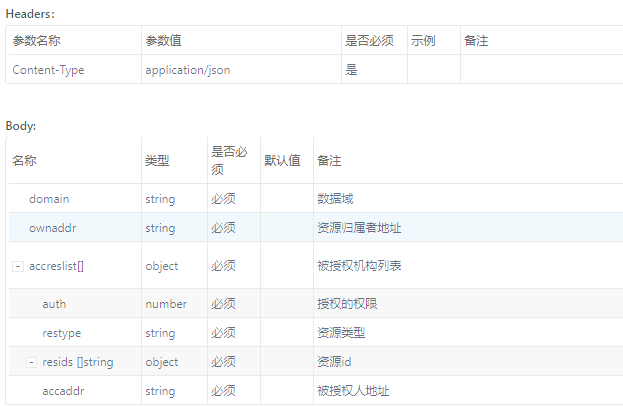 Headers:
参数名称 参数值 是否必须 示例 备注
Content-Type application/json 是
Body:
名称 类型 是否必须 默认值 备注
domain string 必须 数据域
ownaddr string 必须 资源归属者地址
- accreslist[] object 必须 被授权机构列表
auth number 必须 授权的权限
restype string 必须 资源类型
- resids []string object 必须 资源id
accaddr string 必须 被授权人地址